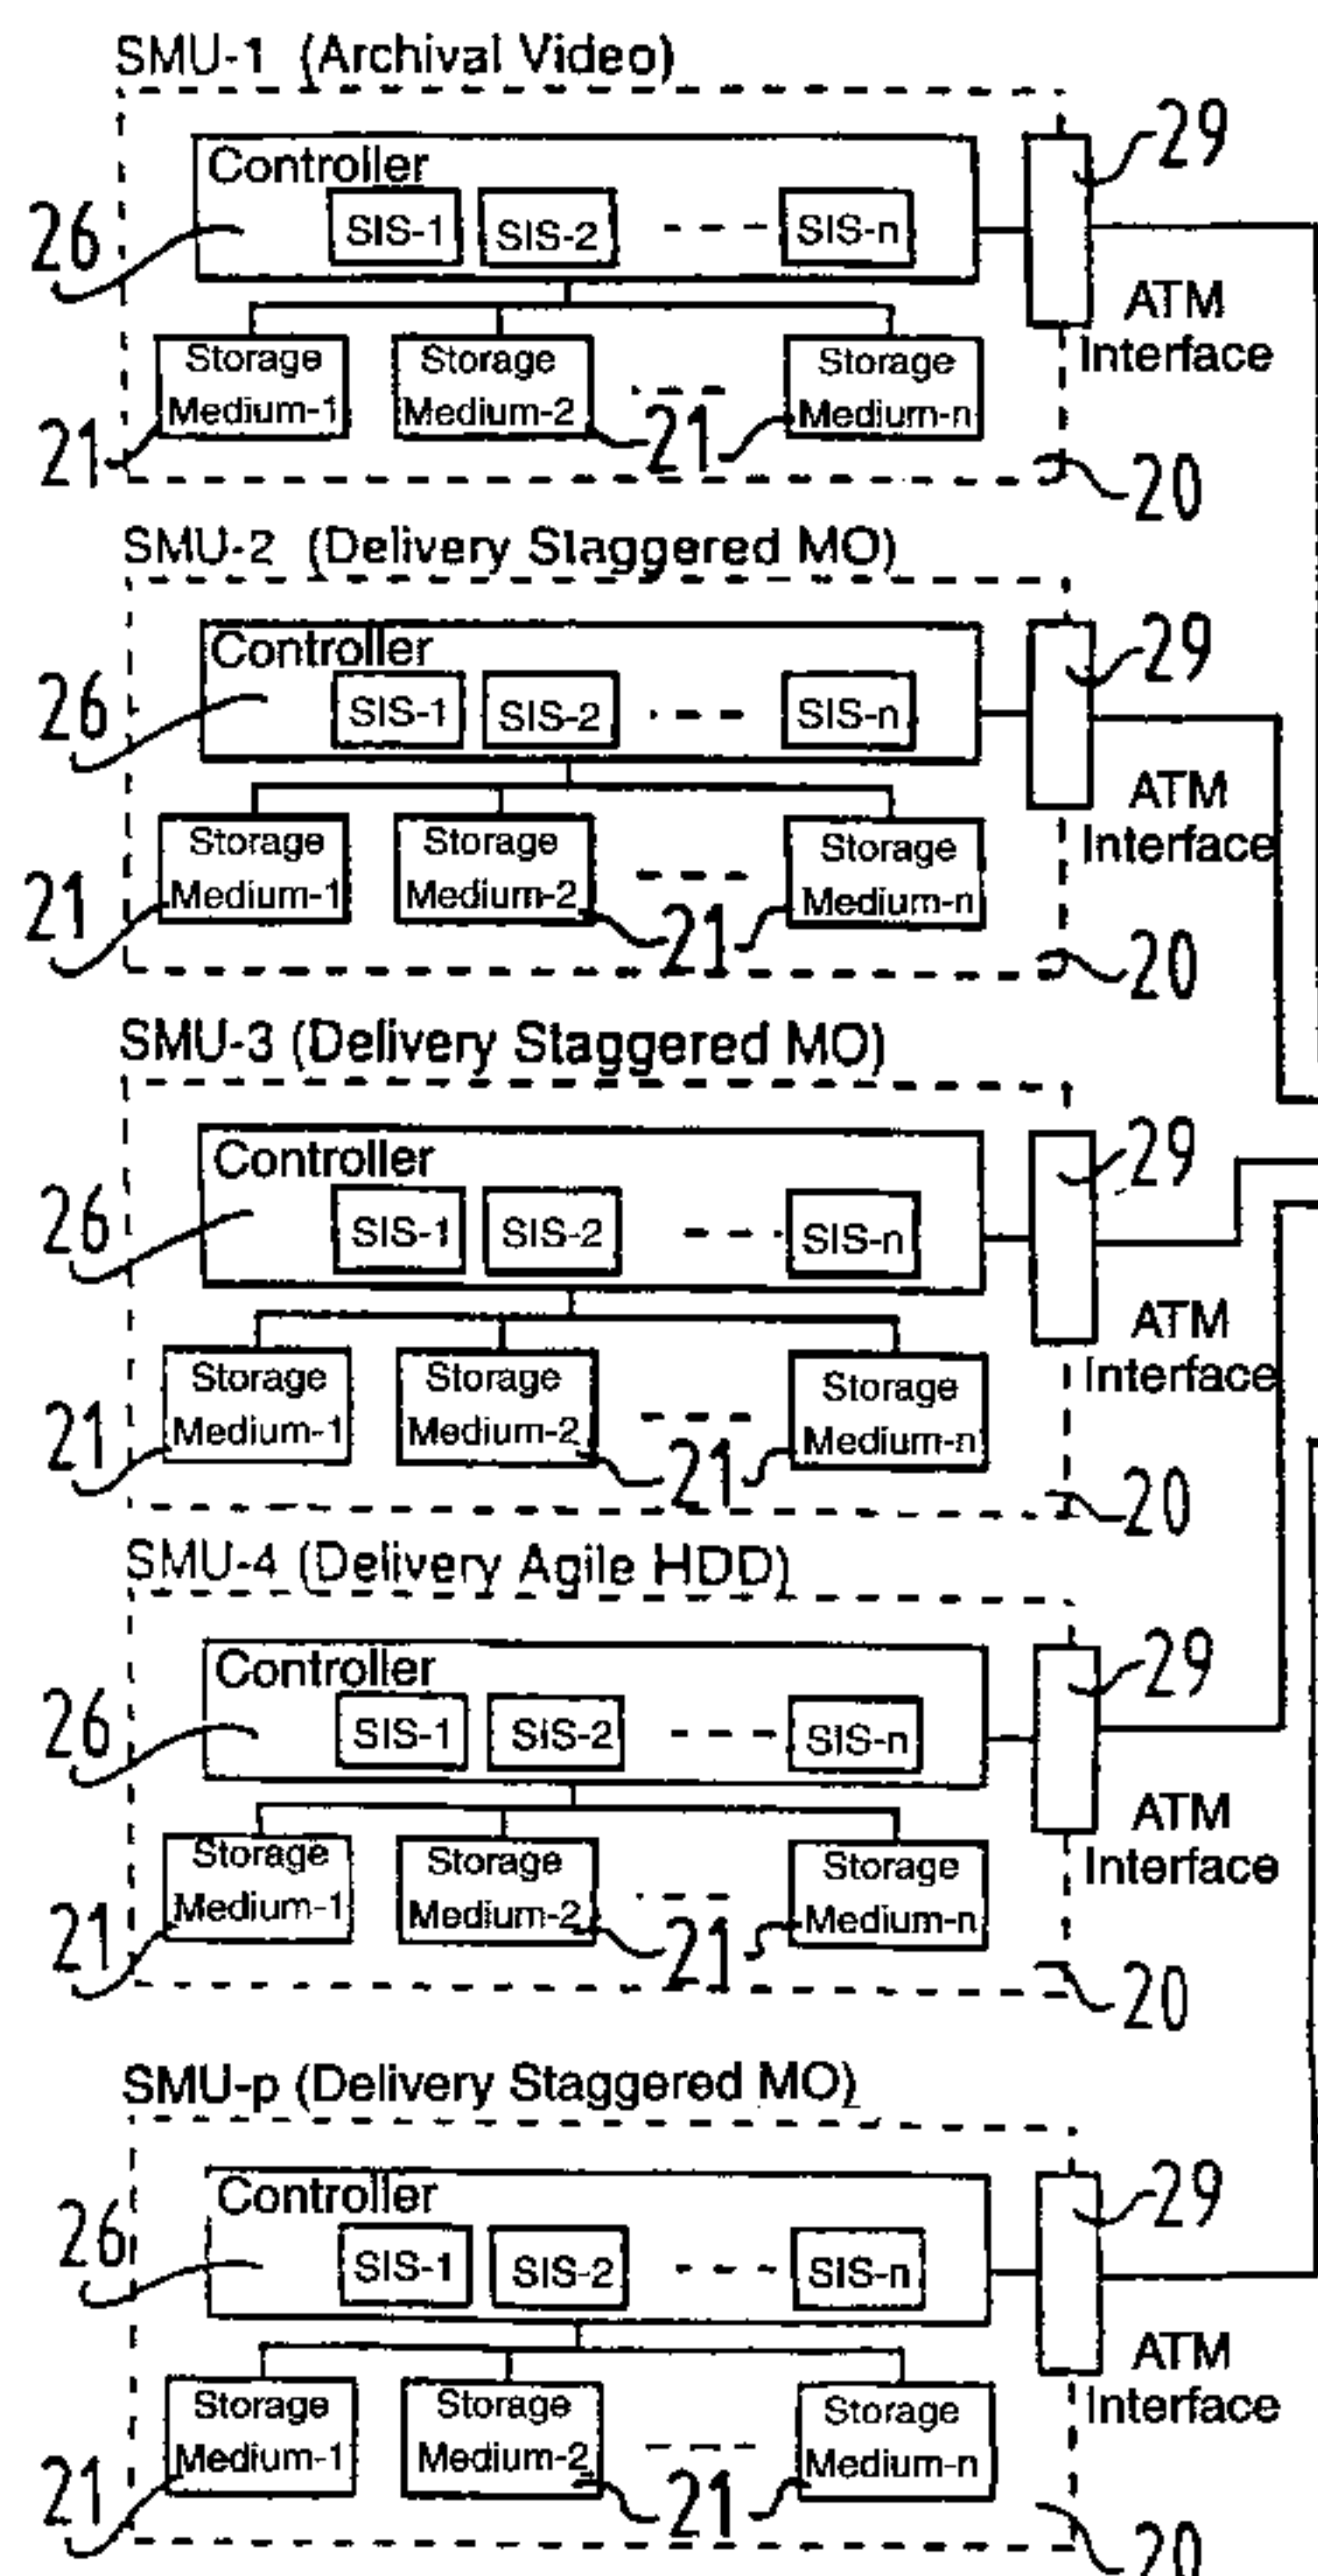 SMU-1 (Archival Video)
29
Controller
26
SIS-1
SIS-2
SIS-n
ATM
Interface
Storage
Medium-1
Storage
Medium-2
Storage
Medium-n
21
21
20
SMU-2 (Delivery Staggered MO)
29
Controller
26
SIS-1
SIS-2
SIS-n
ATM
Interface
Storage
Medium-1
Storage
Medium-2
Storage
Medium-n
21
21
20
SMU-3 (Delivery Staggered MO)
29
Controller
26
SIS-1
SIS-2
SIS-n
ATM
Interface
Storage
Medium-1
Storage
Medium-2
Storage
Medium-n
21
21
20
SMU-4 (Delivery Agile HDD)
29
Controller
26
SIS-1
SIS-2
SIS-n
ATM
Interface
Storage
Medium-1
Storage
Medium-2
Storage
Medium-n
21
21
20
SMU-p (Delivery Staggered MO)
29
Controller
26
SIS-1
SIS-2
SIS-n
ATM
Interface
Storage
Medium-1
Storage
Medium-2
Storage
Medium-n
21
21
20